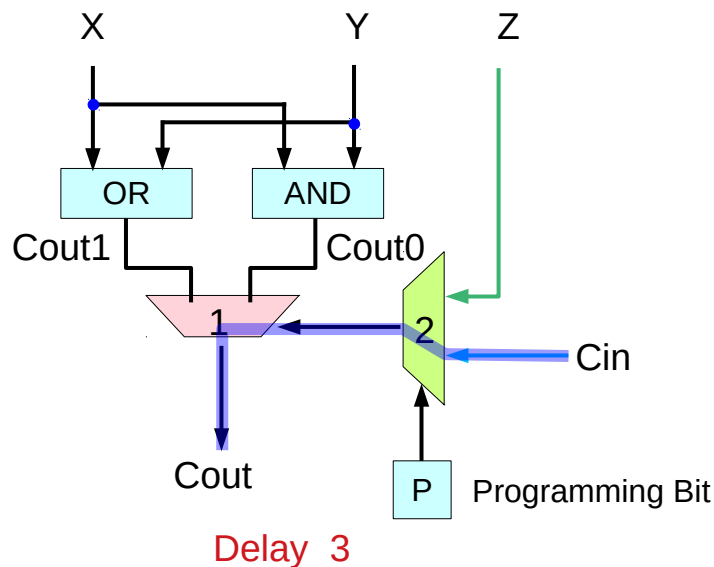 X Y Z
OR AND
Cout1 Cout0
1 2
Cin
Cout
P Programming Bit
Delay 3